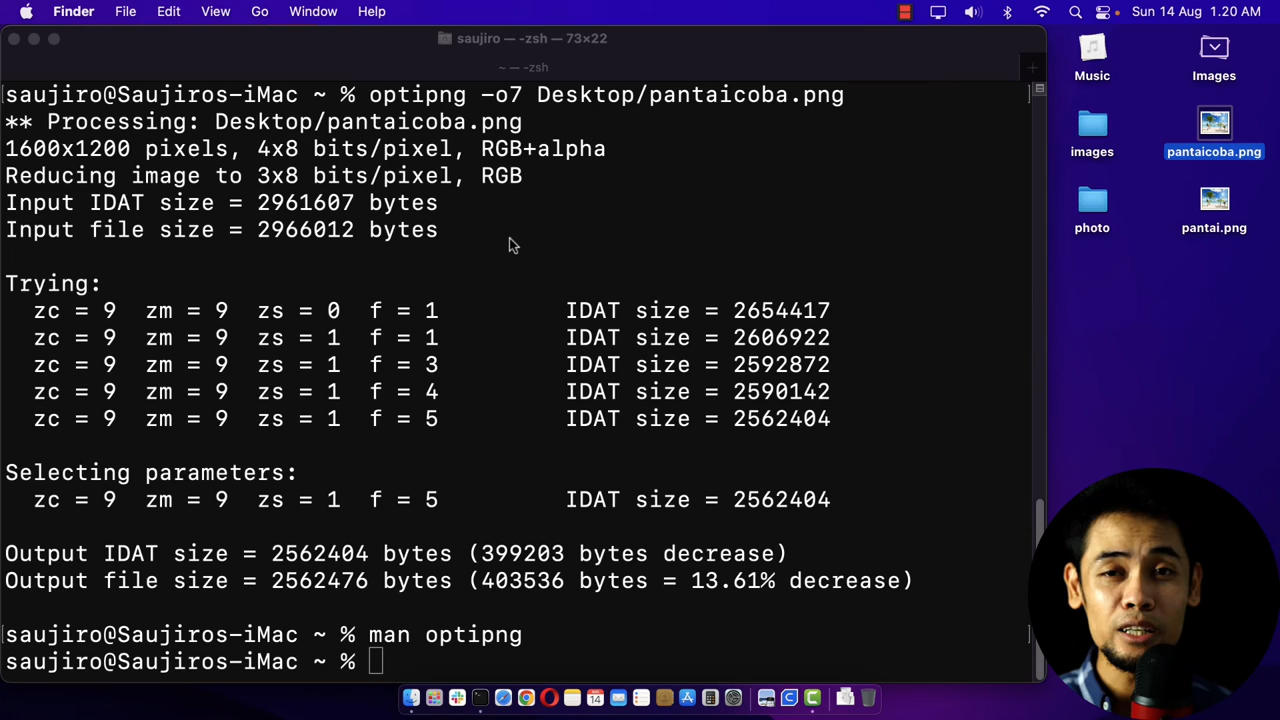 Finder File Edit View Go Window Help Sun 14 Aug 1.20 AM
saujiro — -zsh — 73×22
~ — -zsh
saujiro@Saujiros-iMac ~ % optipng -o7 Desktop/pantaicoba.png
** Processing: Desktop/pantaicoba.png
1600x1200 pixels, 4x8 bits/pixel, RGB+alpha
Reducing image to 3x8 bits/pixel, RGB
Input IDAT size = 2961607 bytes
Input file size = 2966012 bytes
Trying:
zc = 9 zm = 9 zs = 0 f = 1 IDAT size = 2654417
zc = 9 zm = 9 zs = 1 f = 1 IDAT size = 2606922
zc = 9 zm = 9 zs = 1 f = 3 IDAT size = 2592872
zc = 9 zm = 9 zs = 1 f = 4 IDAT size = 2590142
zc = 9 zm = 9 zs = 1 f = 5 IDAT size = 2562404
Selecting parameters:
zc = 9 zm = 9 zs = 1 f = 5 IDAT size = 2562404
Output IDAT size = 2562404 bytes (399203 bytes decrease)
Output file size = 2562476 bytes (403536 bytes = 13.61% decrease)
saujiro@Saujiros-iMac ~ % man optipng
saujiro@Saujiros-iMac ~ %
Music Images
images pantaicoba.png
photo pantai.png